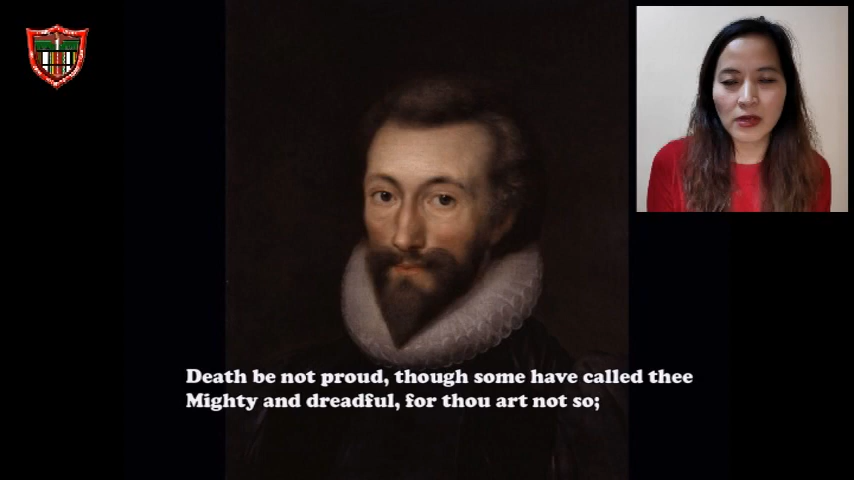 Death be not proud, though some have called thee
Mighty and dreadful, for thou art not so;